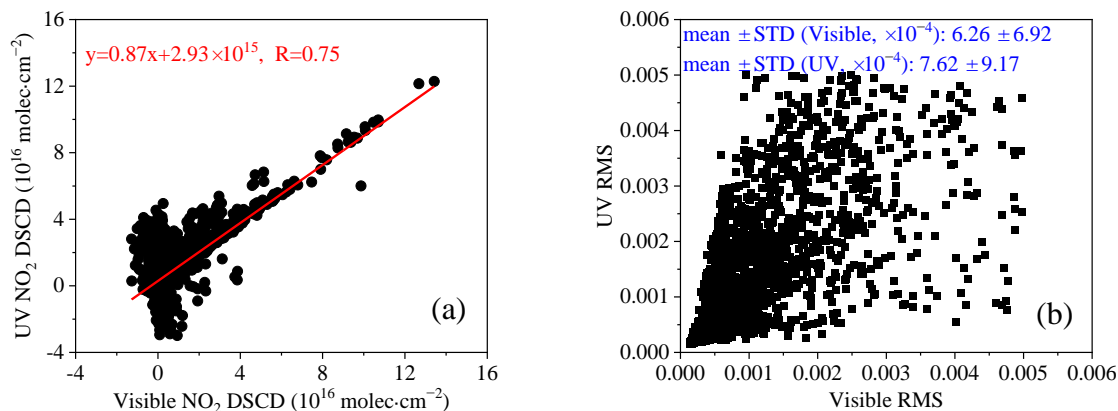 y=0.87x+2.93×10¹⁵, R=0.75
16
12
8
4
0
-4
UV NO₂ DSCD (10¹⁶ molec·cm⁻²)
-4 0 4 8 12 16
Visible NO₂ DSCD (10¹⁶ molec·cm⁻²)
(a)
mean ±STD (Visible, ×10⁻⁴): 6.26 ±6.92
mean ±STD (UV, ×10⁻⁴): 7.62 ±9.17
0.006
0.005
0.004
0.003
0.002
0.001
0.000
UV RMS
0.000 0.001 0.002 0.003 0.004 0.005 0.006
Visible RMS
(b)